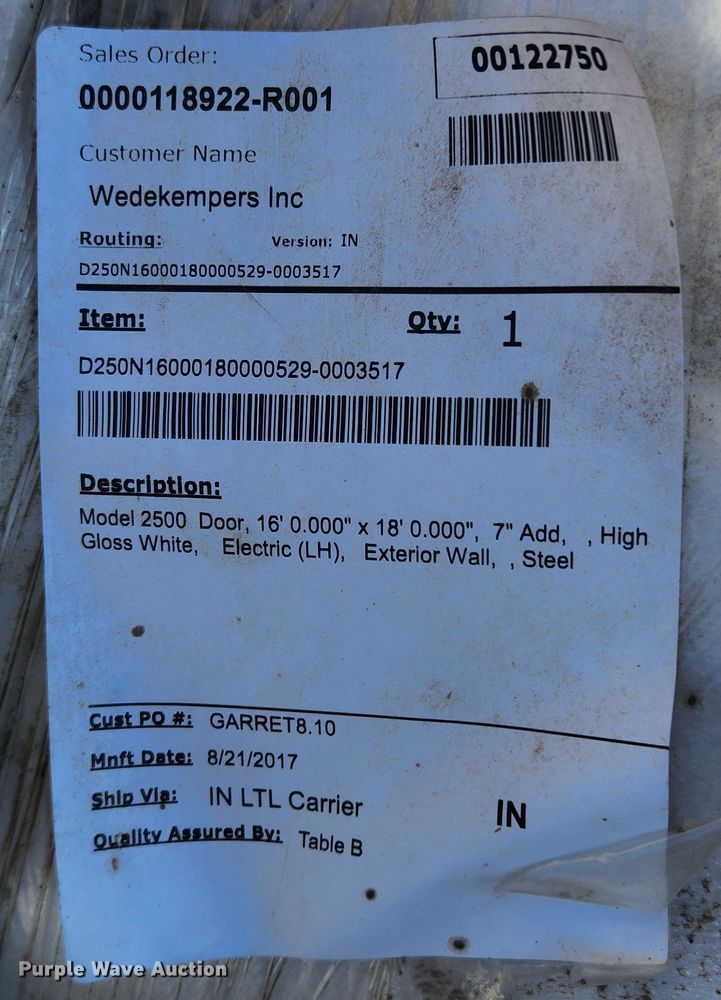 Sales Order:
00122750
0000118922-R001
Customer Name
Wedekempers Inc
Routing: Version: IN
D250N16000180000529-0003517
Item: Qty: 1
D250N16000180000529-0003517
Description:
Model 2500 Door, 16' 0.000" x 18' 0.000", 7" Add, , High
Gloss White, Electric (LH), Exterior Wall, , Steel
Cust PO #: GARRET8.10
Mnft Date: 8/21/2017
Ship Via: IN LTL Carrier IN
Quality Assured By: Table B
Purple Wave Auction